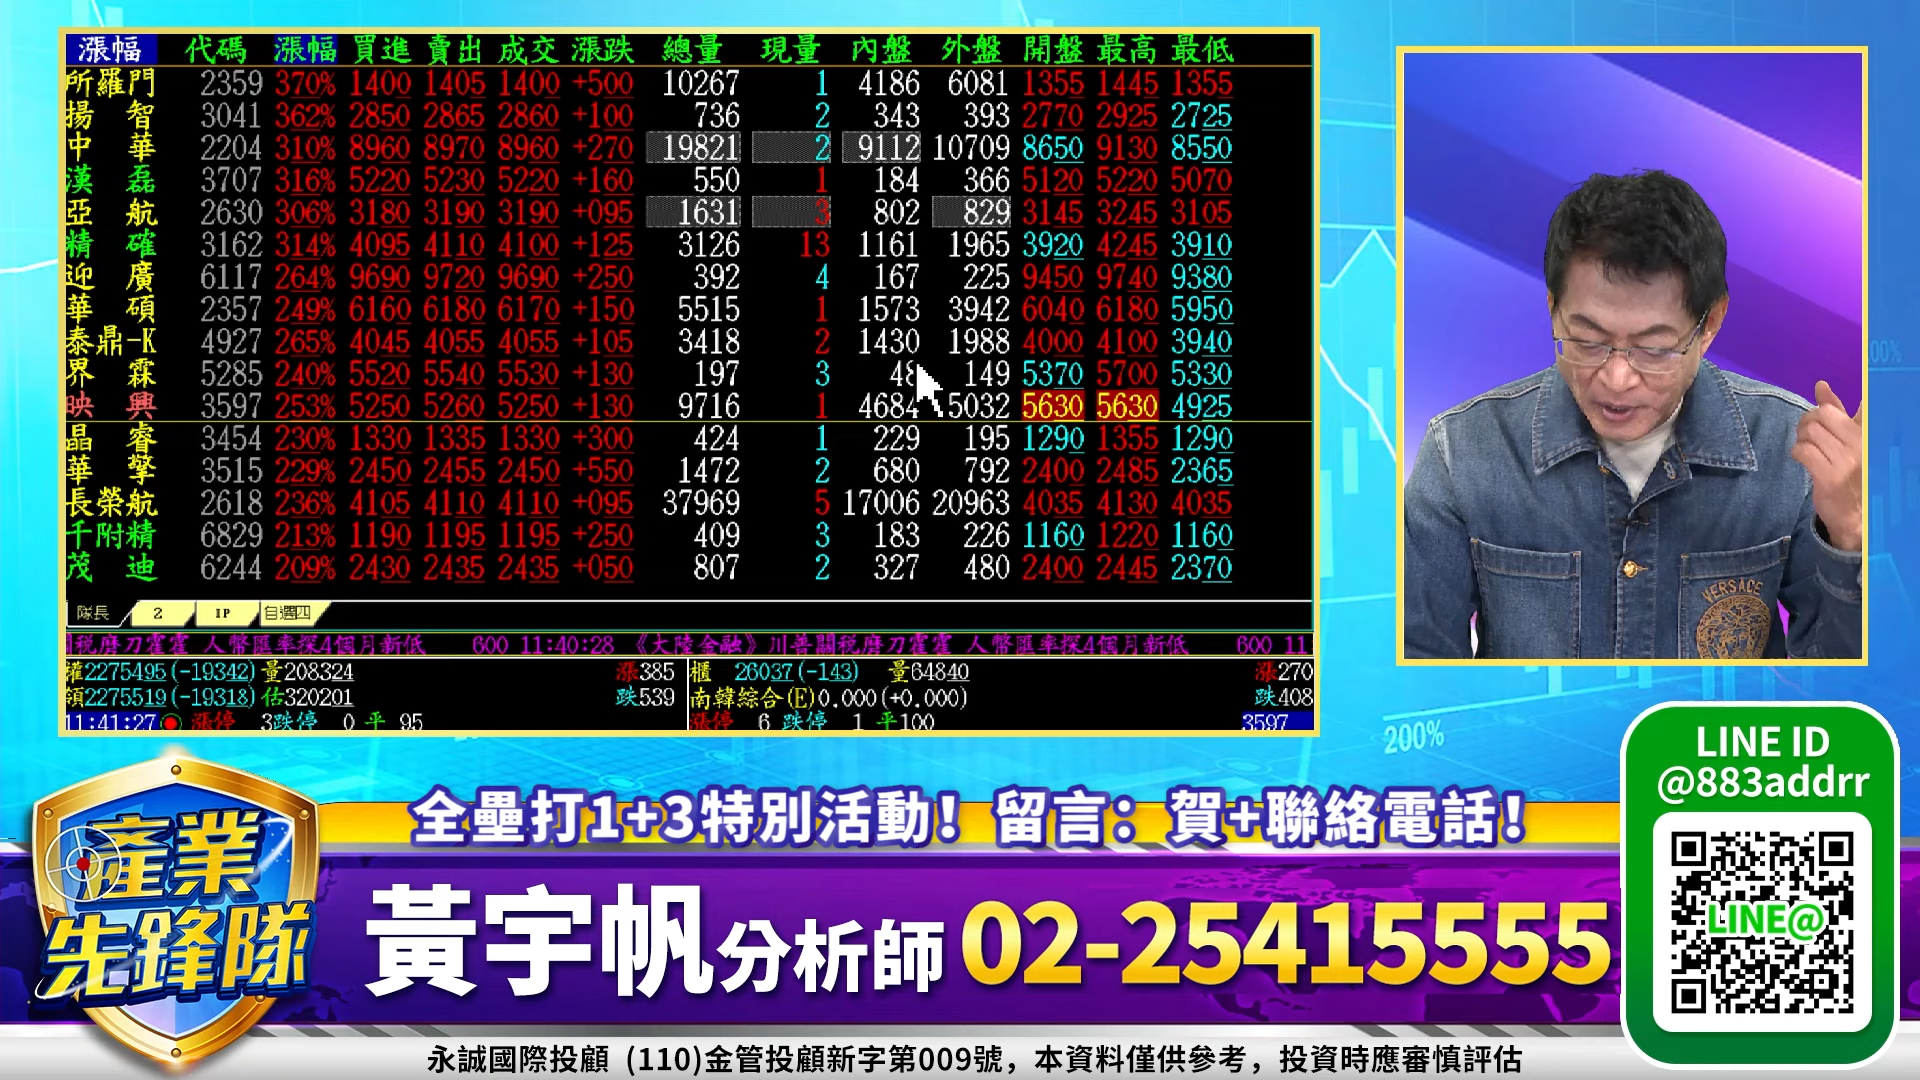 漲幅 代碼 漲幅 買進 賣出 成交 漲跌 總量 現量 內盤 外盤 開盤 最高 最低
所羅門 2359 370% 1400 1405 1400 +500 10267 1 4186 6081 1355 1445 1355
揚智 3041 362% 2850 2865 2860 +100 736 2 343 393 2770 2925 2725
中華 2204 310% 8960 8970 8960 +270 19821 2 9112 10709 8650 9130 8550
漢磊 3707 316% 5220 5230 5220 +160 550 1 184 366 5120 5220 5070
亞航 2630 306% 3180 3190 3190 +095 1631 3 802 829 3145 3245 3105
精確 3162 314% 4095 4110 4100 +125 3126 13 1161 1965 3920 4245 3910
迎廣 6117 264% 9690 9720 9690 +250 392 4 167 225 9450 9740 9380
華碩 2357 249% 6160 6180 6170 +150 5515 1 1573 3942 6040 6180 5950
泰鼎-K 4927 265% 4045 4055 4055 +105 3418 2 1430 1988 4000 4100 3940
界霖 5285 240% 5520 5540 5530 +130 197 3 48 149 5370 5700 5330
映興 3597 253% 5250 5260 5250 +130 9716 1 4684 5032 5630 5630 4925
晶睿 3454 230% 1330 1335 1330 +300 424 1 229 195 1290 1355 1290
華擎 3515 229% 2450 2455 2450 +550 1472 2 680 792 2400 2485 2365
長榮航 2618 236% 4105 4110 4110 +095 37969 5 17006 20963 4035 4130 4035
千附精 6829 213% 1190 1195 1195 +250 409 3 183 226 1160 1220 1160
茂迪 6244 209% 2430 2435 2435 +050 807 2 327 480 2400 2445 2370
隊長 2 IP 自選四
關稅磨刀霍霍 人幣匯率探4個月新低 600 11:40:28 《大陸金融》川普關稅磨刀霍霍 人幣匯率探4個月新低 600 11
權2275495(-19342) 量208324 漲385 櫃 26037(-143) 量64840 漲270
領2275519(-19318) 估320201 跌539 南韓綜合(E)0.000(+0.000) 跌408
11:41:27 漲停 3跌停 0 平 95 漲停 6 跌停 1 平100 3597
VERSACE
200%
LINE ID
@883addrr
LINE@
產業
先鋒隊
全壘打1+3特別活動！留言：賀+聯絡電話！
黃宇帆分析師 02-25415555
永誠國際投顧 (110)金管投顧新字第009號，本資料僅供參考，投資時應審慎評估